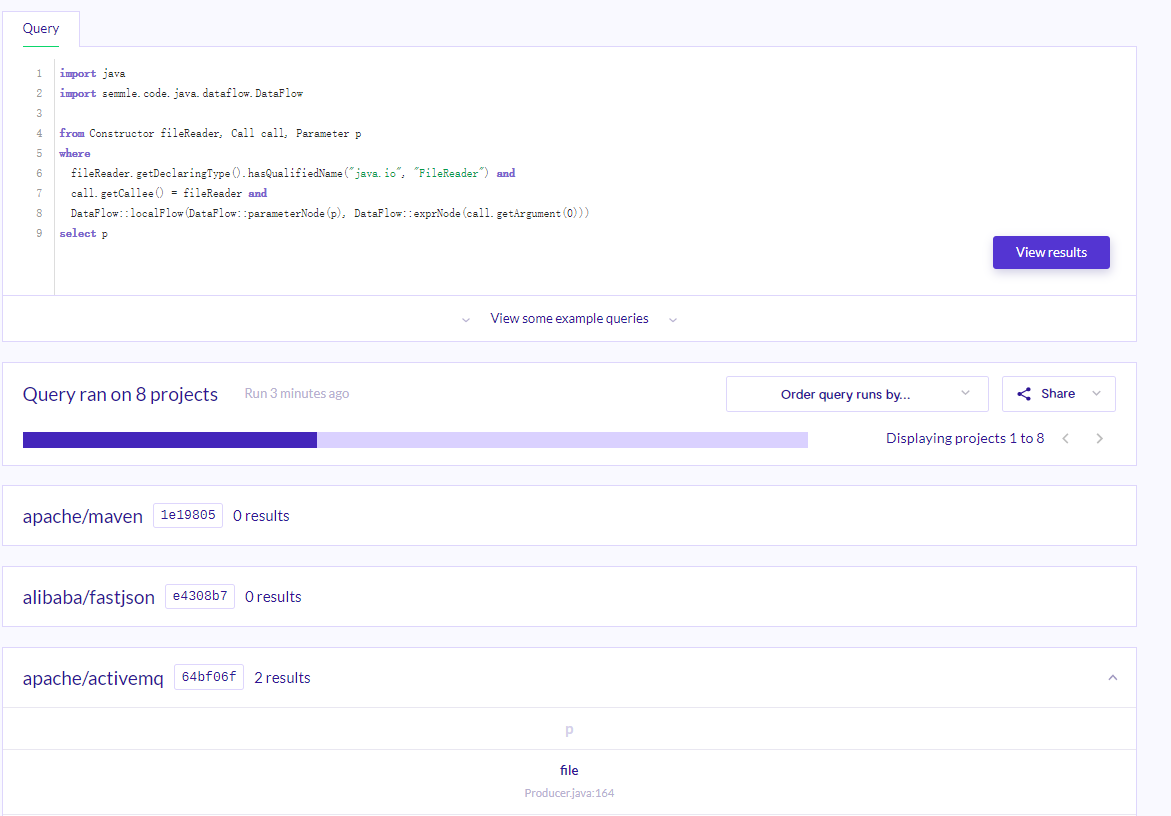 Query
1 import java
2 import semmle.code.java.dataflow.DataFlow
3
4 from Constructor fileReader, Call call, Parameter p
5 where
6 fileReader.getDeclaringType().hasQualifiedName("java.io", "FileReader") and
7 call.getCallee() = fileReader and
8 DataFlow::localFlow(DataFlow::parameterNode(p), DataFlow::exprNode(call.getArgument(0)))
9 select p
View results
View some example queries
Query ran on 8 projects Run 3 minutes ago Order query runs by... Share
Displaying projects 1 to 8
apache/maven 1e19805 0 results
alibaba/fastjson e4308b7 0 results
apache/activemq 64bf06f 2 results
p
file
Producer.java:164